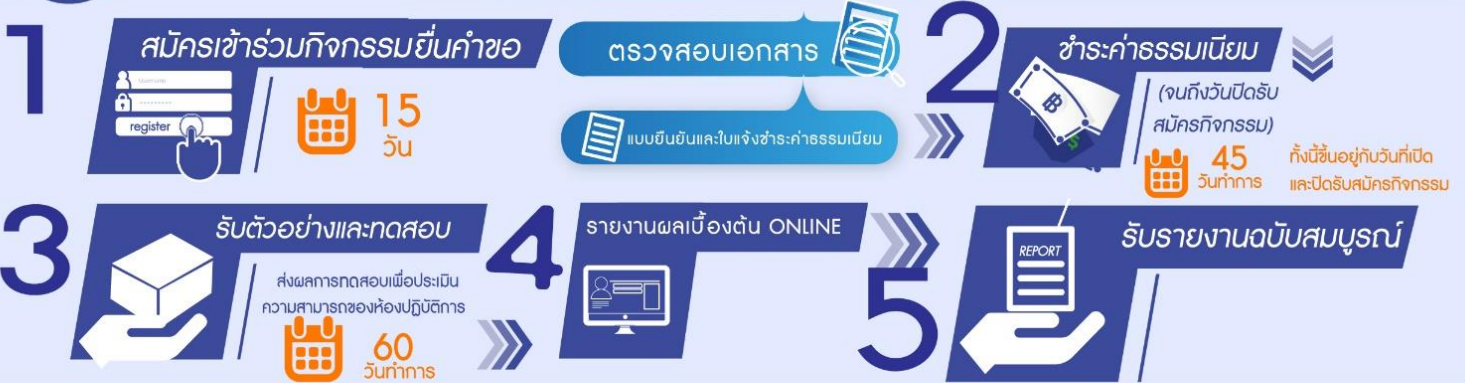 1
สมัครเข้าร่วมกิจกรรมยื่นคำขอ
Username
register
15
วัน
ตรวจสอบเอกสาร
แบบยืนยันและใบแจ้งชำระค่าธรรมเนียม
2
ชำระค่าธรรมเนียม
(จนถึงวันปิดรับ
สมัครกิจกรรม)
45
วันทำการ
ทั้งนี้ขึ้นอยู่กับวันที่เปิด
และปิดรับสมัครกิจกรรม
3
รับตัวอย่างและทดสอบ
ส่งผลการทดสอบเพื่อประเมิน
ความสามารถของห้องปฏิบัติการ
60
วันทำการ
4
รายงานผลเบื้องต้น ONLINE
5
REPORT
รับรายงานฉบับสมบูรณ์